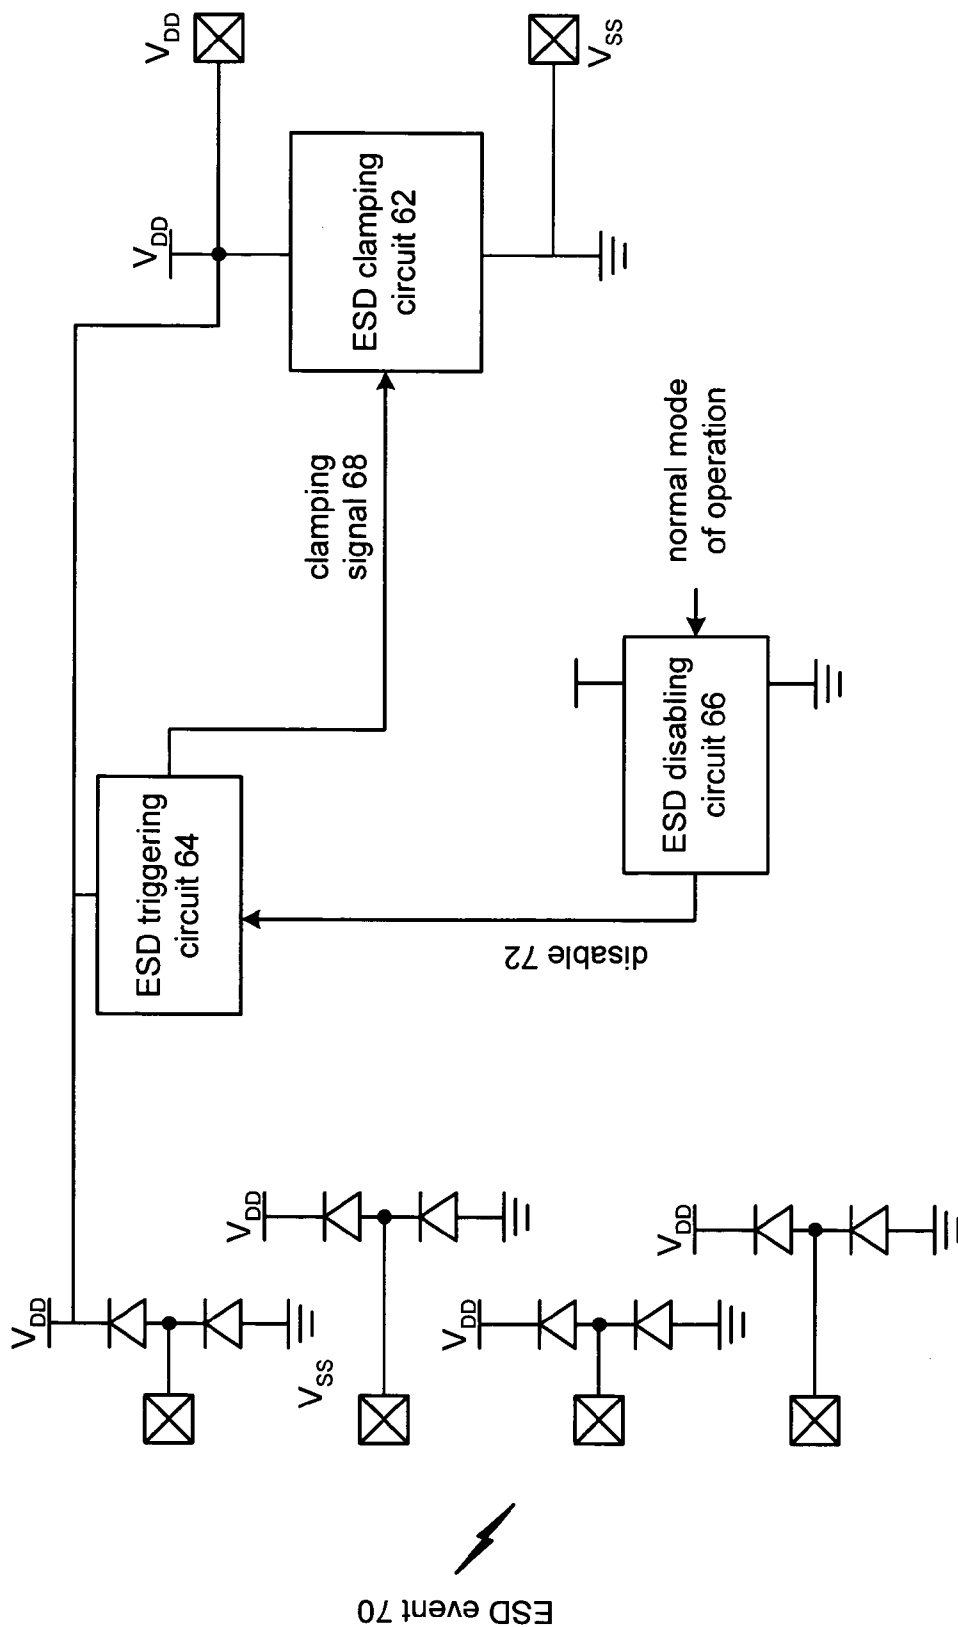 V_DD
V_DD
V_SS
ESD clamping
circuit 62
clamping
signal 68
normal mode
of operation
ESD triggering
circuit 64
ESD disabling
circuit 66
disable 72
V_DD
V_SS
V_DD
V_DD
V_DD
ESD event 70